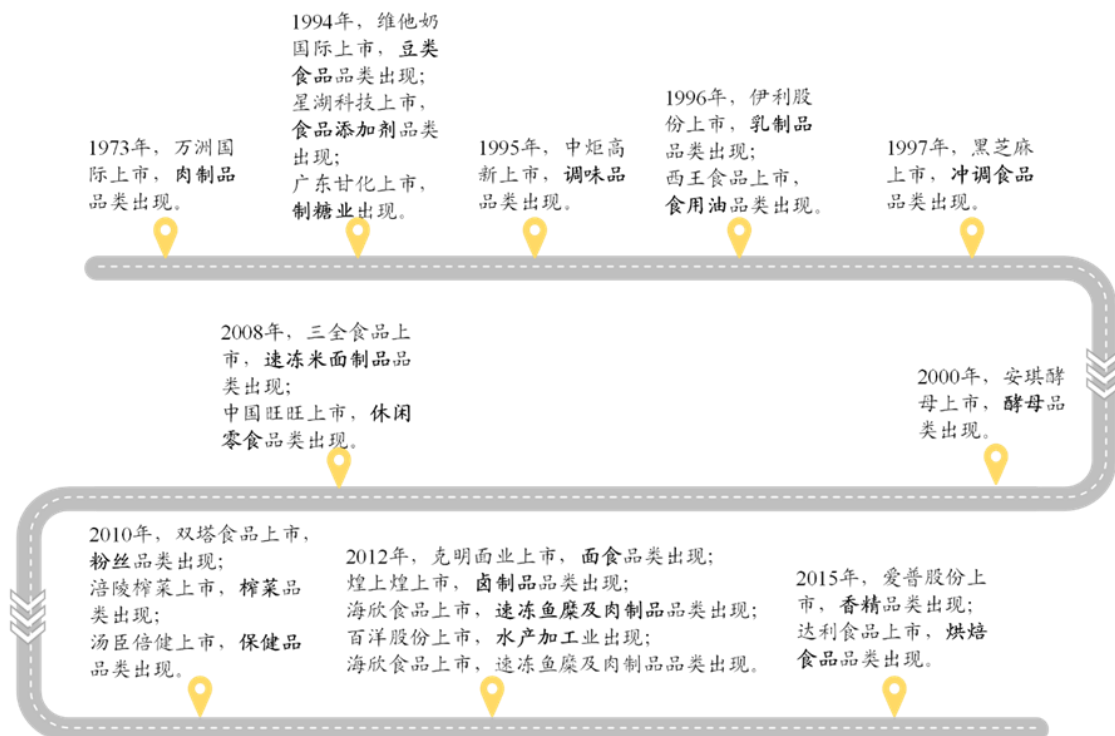 1973年，万洲国
际上市，肉制品
品类出现。
1994年，维他奶
国际上市，豆类
食品品类出现；
星湖科技上市，
食品添加剂品类
出现；
广东甘化上市，
制糖业出现。
1995年，中炬高
新上市，调味品
品类出现。
1996年，伊利股
份上市，乳制品
品类出现；
西王食品上市，
食用油品类出现。
1997年，黑芝麻
上市，冲调食品
品类出现。
2008年，三全食品上
市，速冻米面制品品
类出现；
中国旺旺上市，休闲
零食品类出现。
2000年，安琪酵
母上市，酵母品
类出现。
2010年，双塔食品上市，
粉丝品类出现；
涪陵榨菜上市，榨菜品
类出现；
汤臣倍健上市，保健品
品类出现。
2012年，克明面业上市，面食品类出现；
煌上煌上市，卤制品品类出现；
海欣食品上市，速冻鱼糜及肉制品品类出现；
百洋股份上市，水产加工业出现；
海欣食品上市，速冻鱼糜及肉制品品类出现。
2015年，爱普股份上
市，香精品类出现；
达利食品上市，烘焙
食品品类出现。